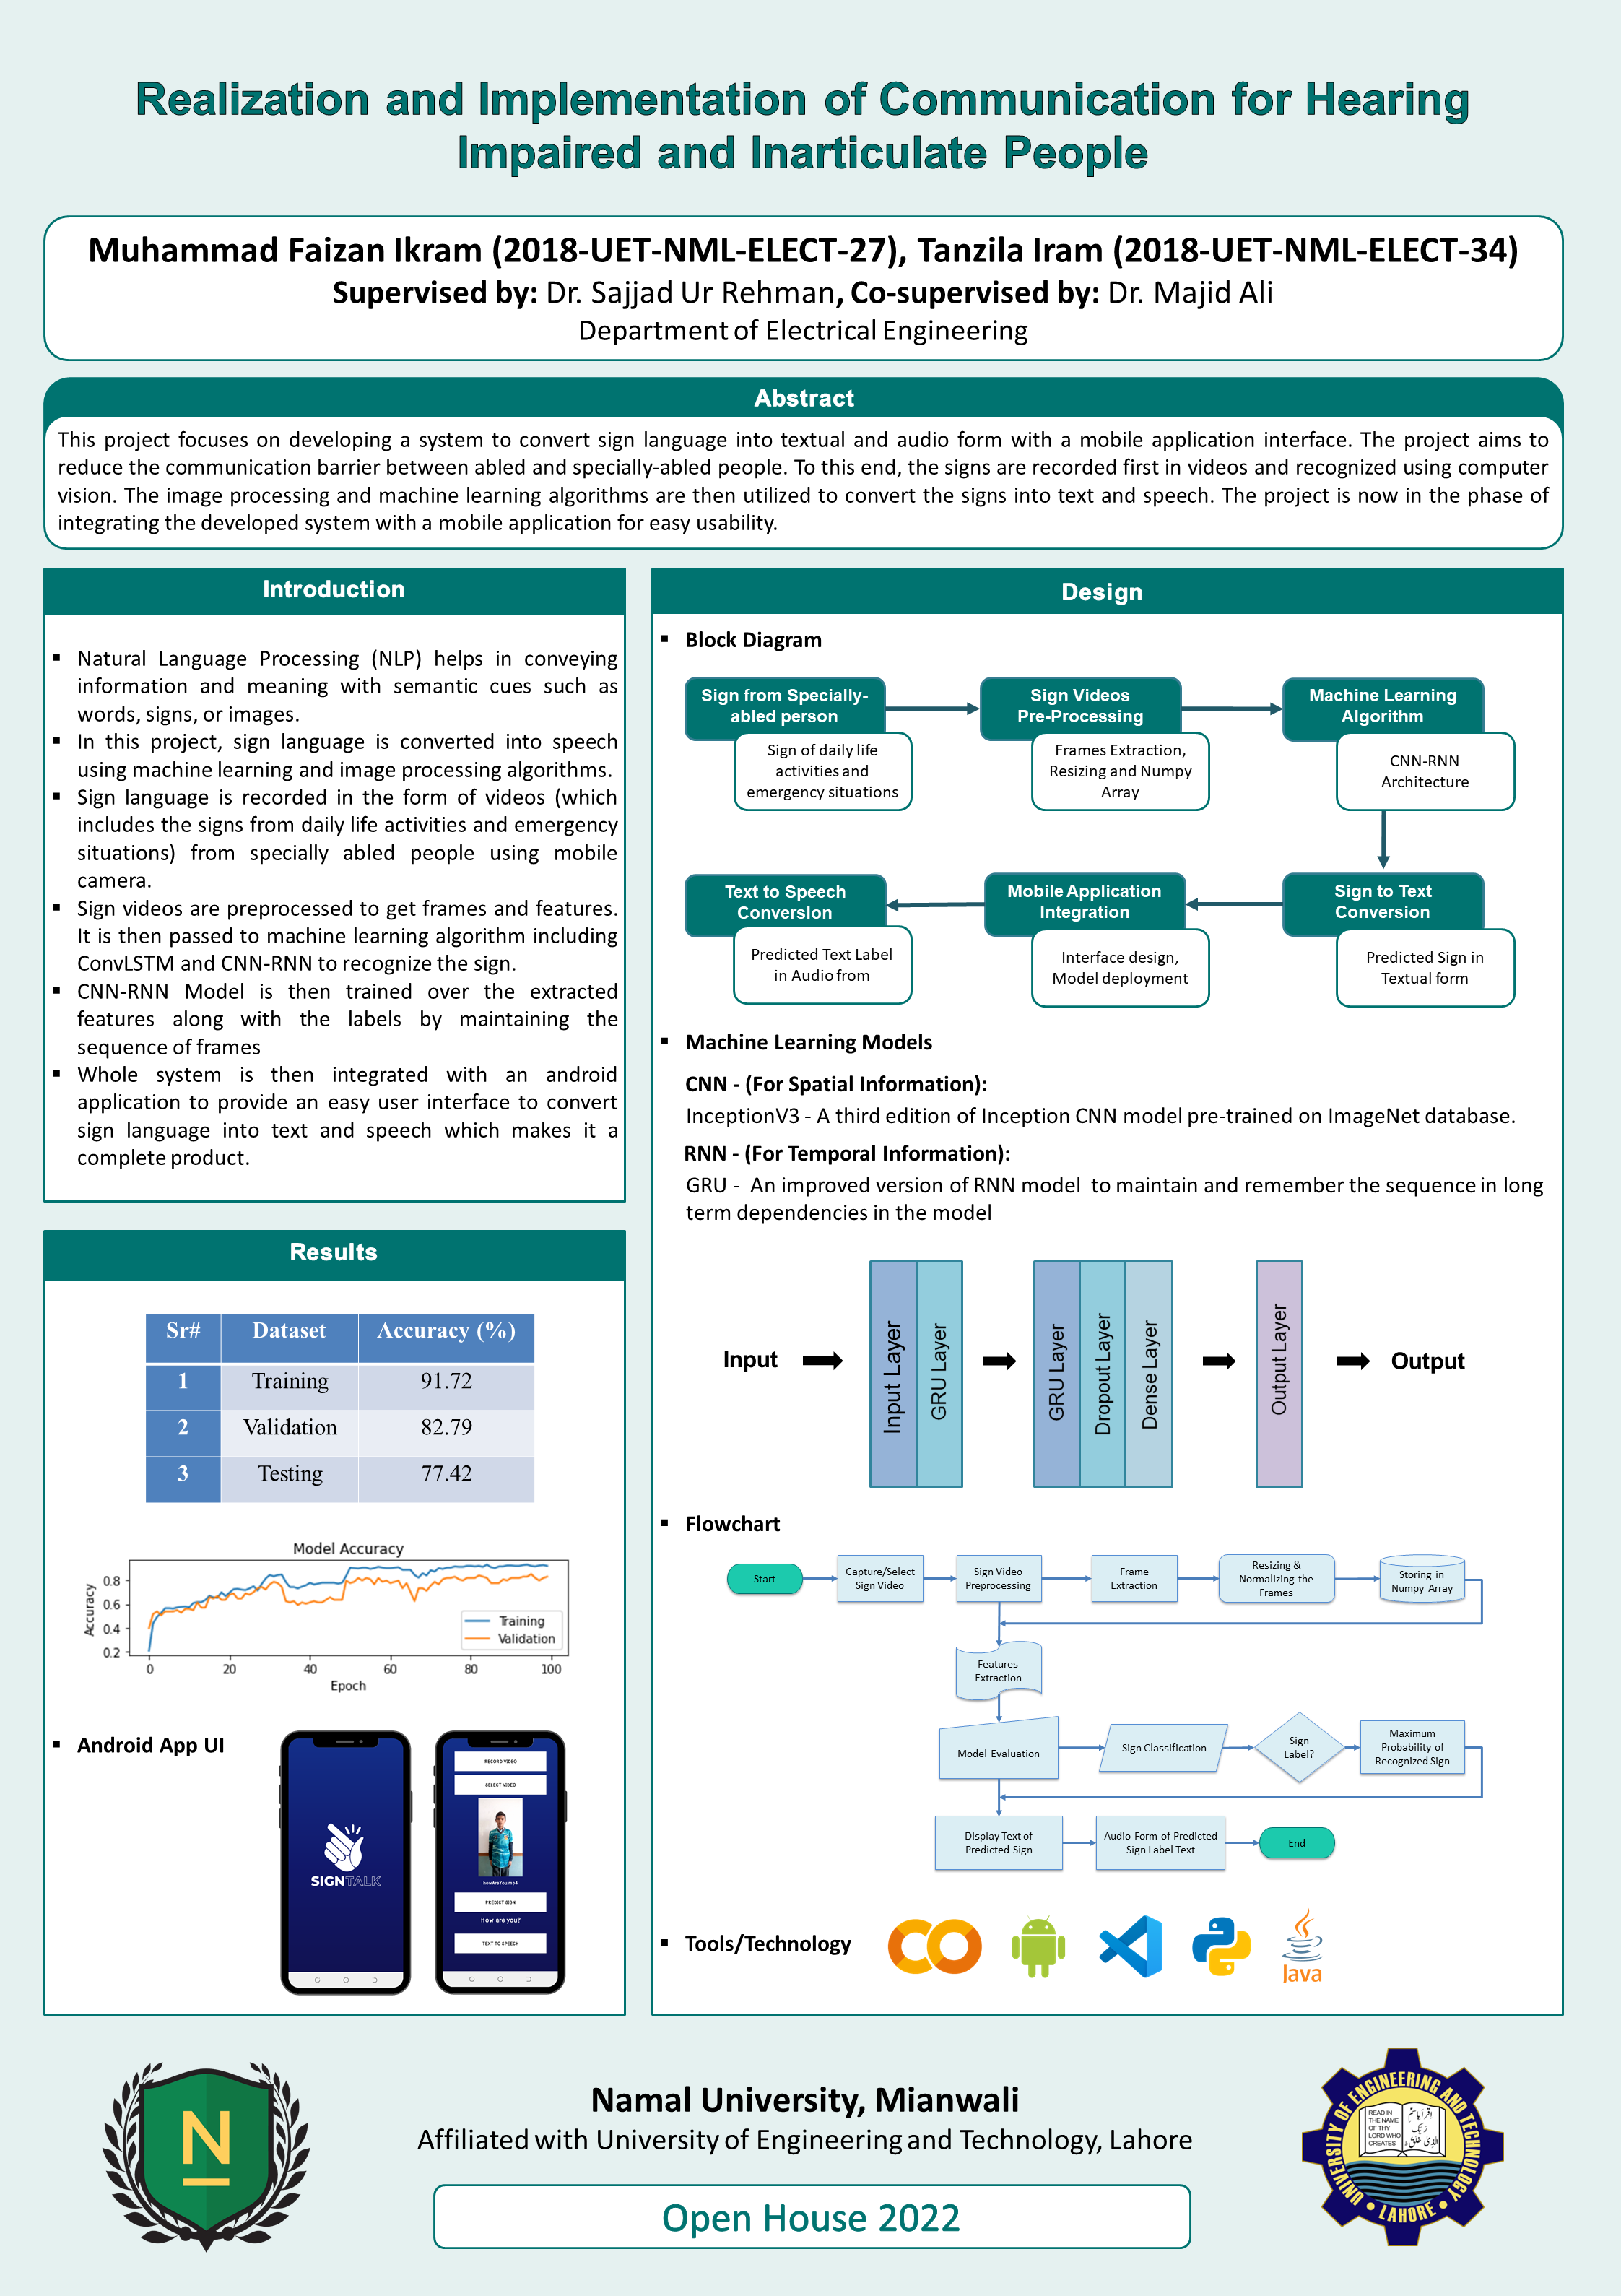 Realization and Implementation of Communication for Hearing
Impaired and Inarticulate People
Muhammad Faizan Ikram (2018-UET-NML-ELECT-27), Tanzila Iram (2018-UET-NML-ELECT-34)
Supervised by: Dr. Sajjad Ur Rehman, Co-supervised by: Dr. Majid Ali
Department of Electrical Engineering
Abstract
This project focuses on developing a system to convert sign language into textual and audio form with a mobile application interface. The project aims to
reduce the communication barrier between abled and specially-abled people. To this end, the signs are recorded first in videos and recognized using computer
vision. The image processing and machine learning algorithms are then utilized to convert the signs into text and speech. The project is now in the phase of
integrating the developed system with a mobile application for easy usability.
Introduction
▪ Natural Language Processing (NLP) helps in conveying
information and meaning with semantic cues such as
words, signs, or images.
▪ In this project, sign language is converted into speech
using machine learning and image processing algorithms.
▪ Sign language is recorded in the form of videos (which
includes the signs from daily life activities and emergency
situations) from specially abled people using mobile
camera.
▪ Sign videos are preprocessed to get frames and features.
It is then passed to machine learning algorithm including
ConvLSTM and CNN-RNN to recognize the sign.
▪ CNN-RNN Model is then trained over the extracted
features along with the labels by maintaining the
sequence of frames
▪ Whole system is then integrated with an android
application to provide an easy user interface to convert
sign language into text and speech which makes it a
complete product.
Results
Sr# Dataset Accuracy (%)
1 Training 91.72
2 Validation 82.79
3 Testing 77.42
Model Accuracy
Accuracy
0.8
0.6
0.4
0.2
Training
Validation
0 20 40 60 80 100
Epoch
▪ Android App UI
SIGNTALK
RECORD VIDEO
SELECT VIDEO
howAreYou.mp4
PREDICT SIGN
How are you?
TEXT TO SPEECH
Design
▪ Block Diagram
Sign from Specially-
abled person
Sign of daily life
activities and
emergency situations
Sign Videos
Pre-Processing
Frames Extraction,
Resizing and Numpy
Array
Machine Learning
Algorithm
CNN-RNN
Architecture
Text to Speech
Conversion
Predicted Text Label
in Audio from
Mobile Application
Integration
Interface design,
Model deployment
Sign to Text
Conversion
Predicted Sign in
Textual form
▪ Machine Learning Models
CNN - (For Spatial Information):
InceptionV3 - A third edition of Inception CNN model pre-trained on ImageNet database.
RNN - (For Temporal Information):
GRU - An improved version of RNN model to maintain and remember the sequence in long
term dependencies in the model
Input
Input Layer
GRU Layer
GRU Layer
Dropout Layer
Dense Layer
Output Layer
Output
▪ Flowchart
Start
Capture/Select
Sign Video
Sign Video
Preprocessing
Frame
Extraction
Resizing &
Normalizing the
Frames
Storing in
Numpy Array
Features
Extraction
Model Evaluation
Sign Classification
Sign
Label?
Maximum
Probability of
Recognized Sign
Display Text of
Predicted Sign
Audio Form of Predicted
Sign Label Text
End
▪ Tools/Technology
Java
N
Namal University, Mianwali
Affiliated with University of Engineering and Technology, Lahore
Open House 2022
UNIVERSITY OF ENGINEERING AND TECHNOLOGY
READ IN
THE NAME
OF THY
LORD WHO
CREATES
اقرأ باسم
ربك
الذي خلق
LAHORE